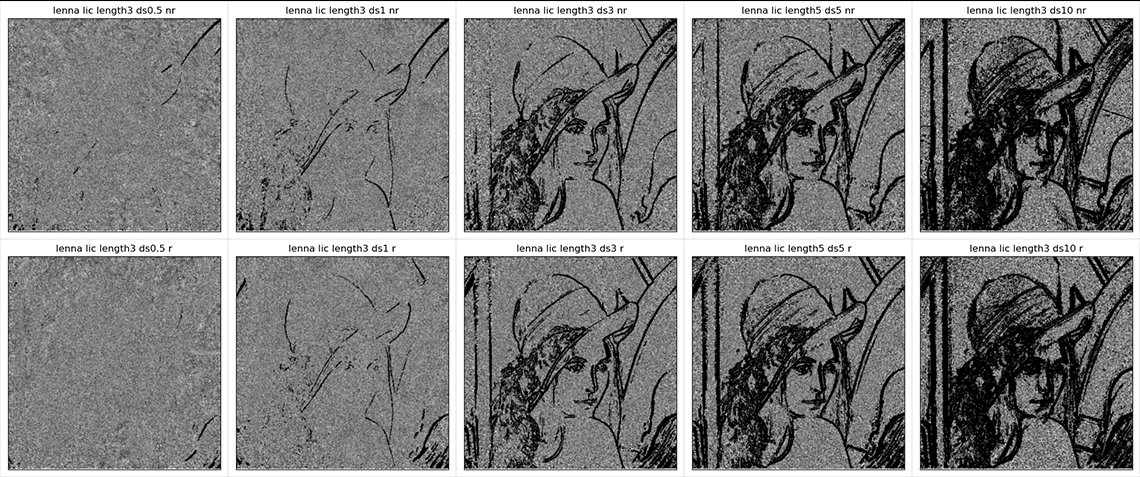 lenna lic length3 ds0.5 nr
lenna lic length3 ds1 nr
lenna lic length3 ds3 nr
lenna lic length5 ds5 nr
lenna lic length3 ds10 nr
lenna lic length3 ds0.5 r
lenna lic length3 ds1 r
lenna lic length3 ds3 r
lenna lic length5 ds5 r
lenna lic length3 ds10 r